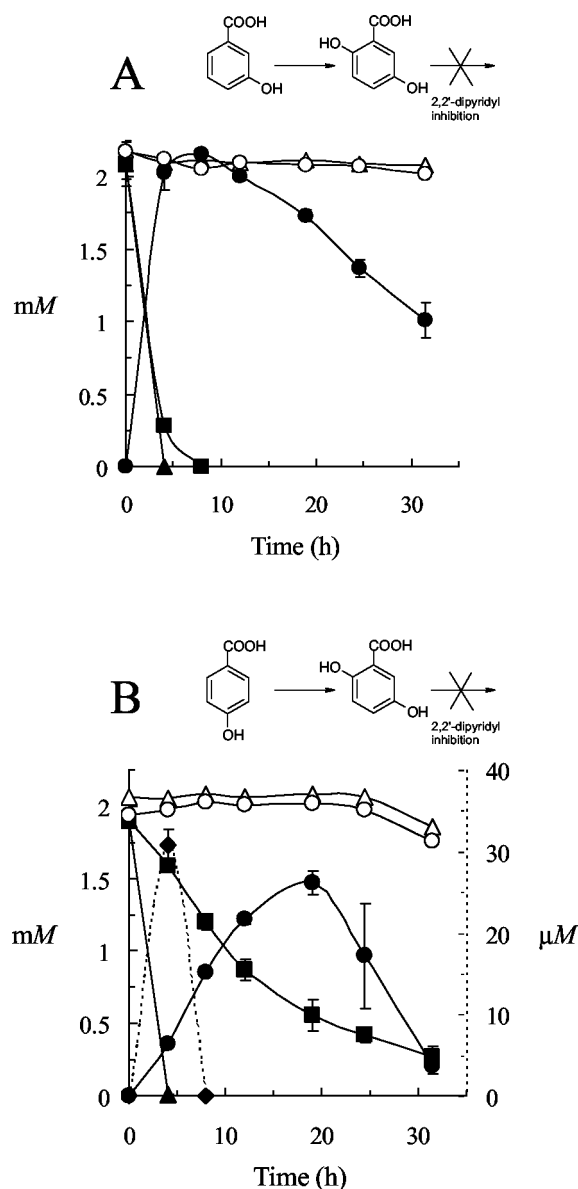 COOH
OH
COOH
HO
OH
2,2'-dipyridyl
inhibition
A
2
1.5
mM
1
0.5
0
0 10 20 30
Time (h)
COOH
OH
COOH
HO
OH
2,2'-dipyridyl
inhibition
B
40
2
30
1.5
mM
1
20
µM
0.5
10
0
0
0 10 20 30
Time (h)